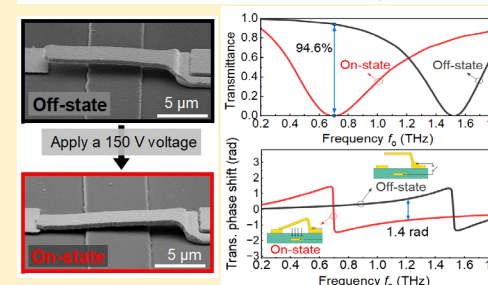 Off-state
5 μm
Apply a 150 V voltage
On-state
5 μm
Transmittance
1.0
0.8
0.6
0.4
0.2
0.0
94.6%
On-state
Off-state
0.2 0.4 0.6 0.8 1.0 1.2 1.4 1.6
Frequency f₀ (THz)
Trans. phase shift (rad)
3
2
1
0
−1
−2
−3
Off-state
On-state
1.4 rad
0.2 0.4 0.6 0.8 1.0 1.2 1.4 1.6
Frequency f₀ (THz)